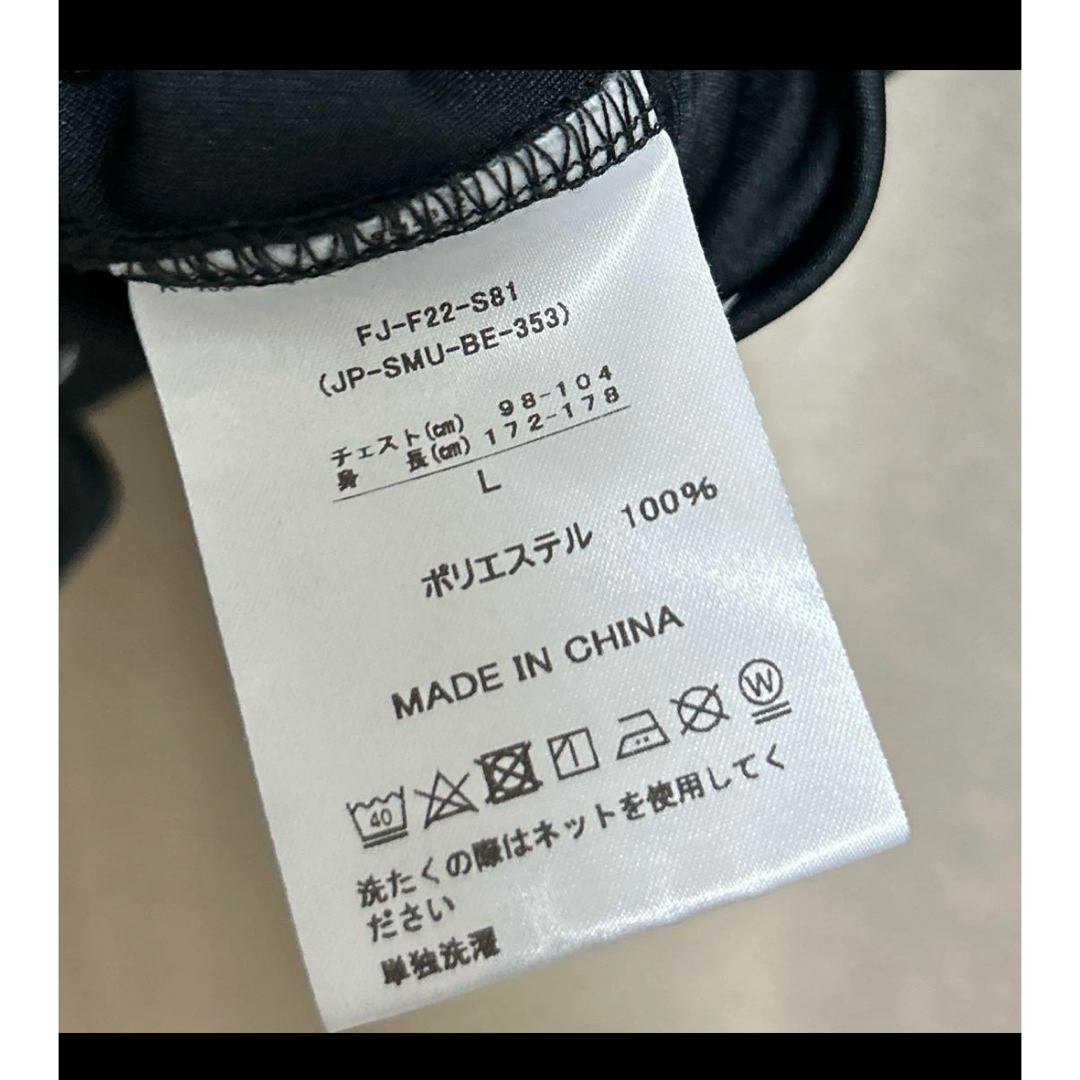 FJ-F22-S81
(JP-SMU-BE-353)
チェスト(cm) 98-104
身 長(cm) 172-178
L
ポリエステル 100%
MADE IN CHINA
40 W
洗たくの際はネットを使用してく
ださい
単独洗濯